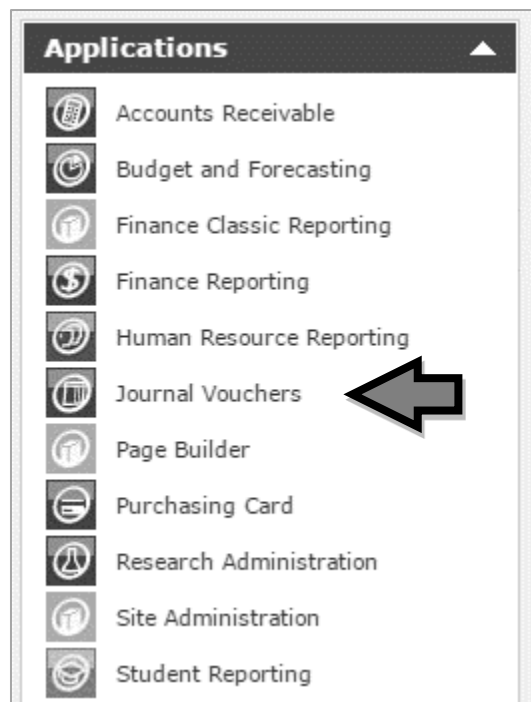 Applications
Accounts Receivable
Budget and Forecasting
Finance Classic Reporting
Finance Reporting
Human Resource Reporting
Journal Vouchers
Page Builder
Purchasing Card
Research Administration
Site Administration
Student Reporting